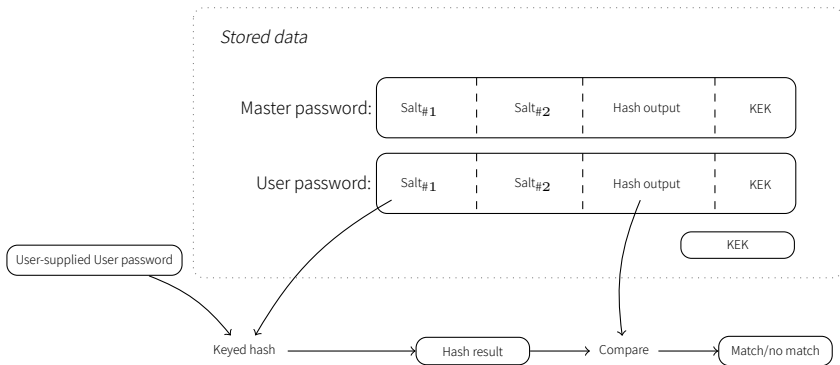 Stored data
Master password: Salt#1 Salt#2 Hash output KEK
User password: Salt#1 Salt#2 Hash output KEK
KEK
User-supplied User password
Keyed hash Hash result Compare Match/no match